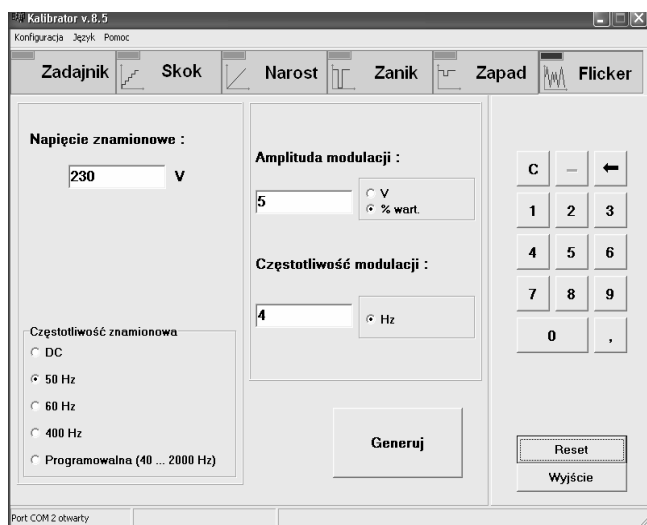 Kalibrator v.8.5
Konfiguracja Język Pomoc
Zadajnik Skok Narost Zanik Zapad Flicker
Napięcie znamionowe :
230 V
Częstotliwość znamionowa
DC
50 Hz
60 Hz
400 Hz
Programowalna (40 ... 2000 Hz)
Amplituda modulacji :
5
V
% wart.
Częstotliwość modulacji :
4 Hz
Generuj
C – ←
1 2 3
4 5 6
7 8 9
0 ,
Reset
Wyjście
Port COM 2 otwarty